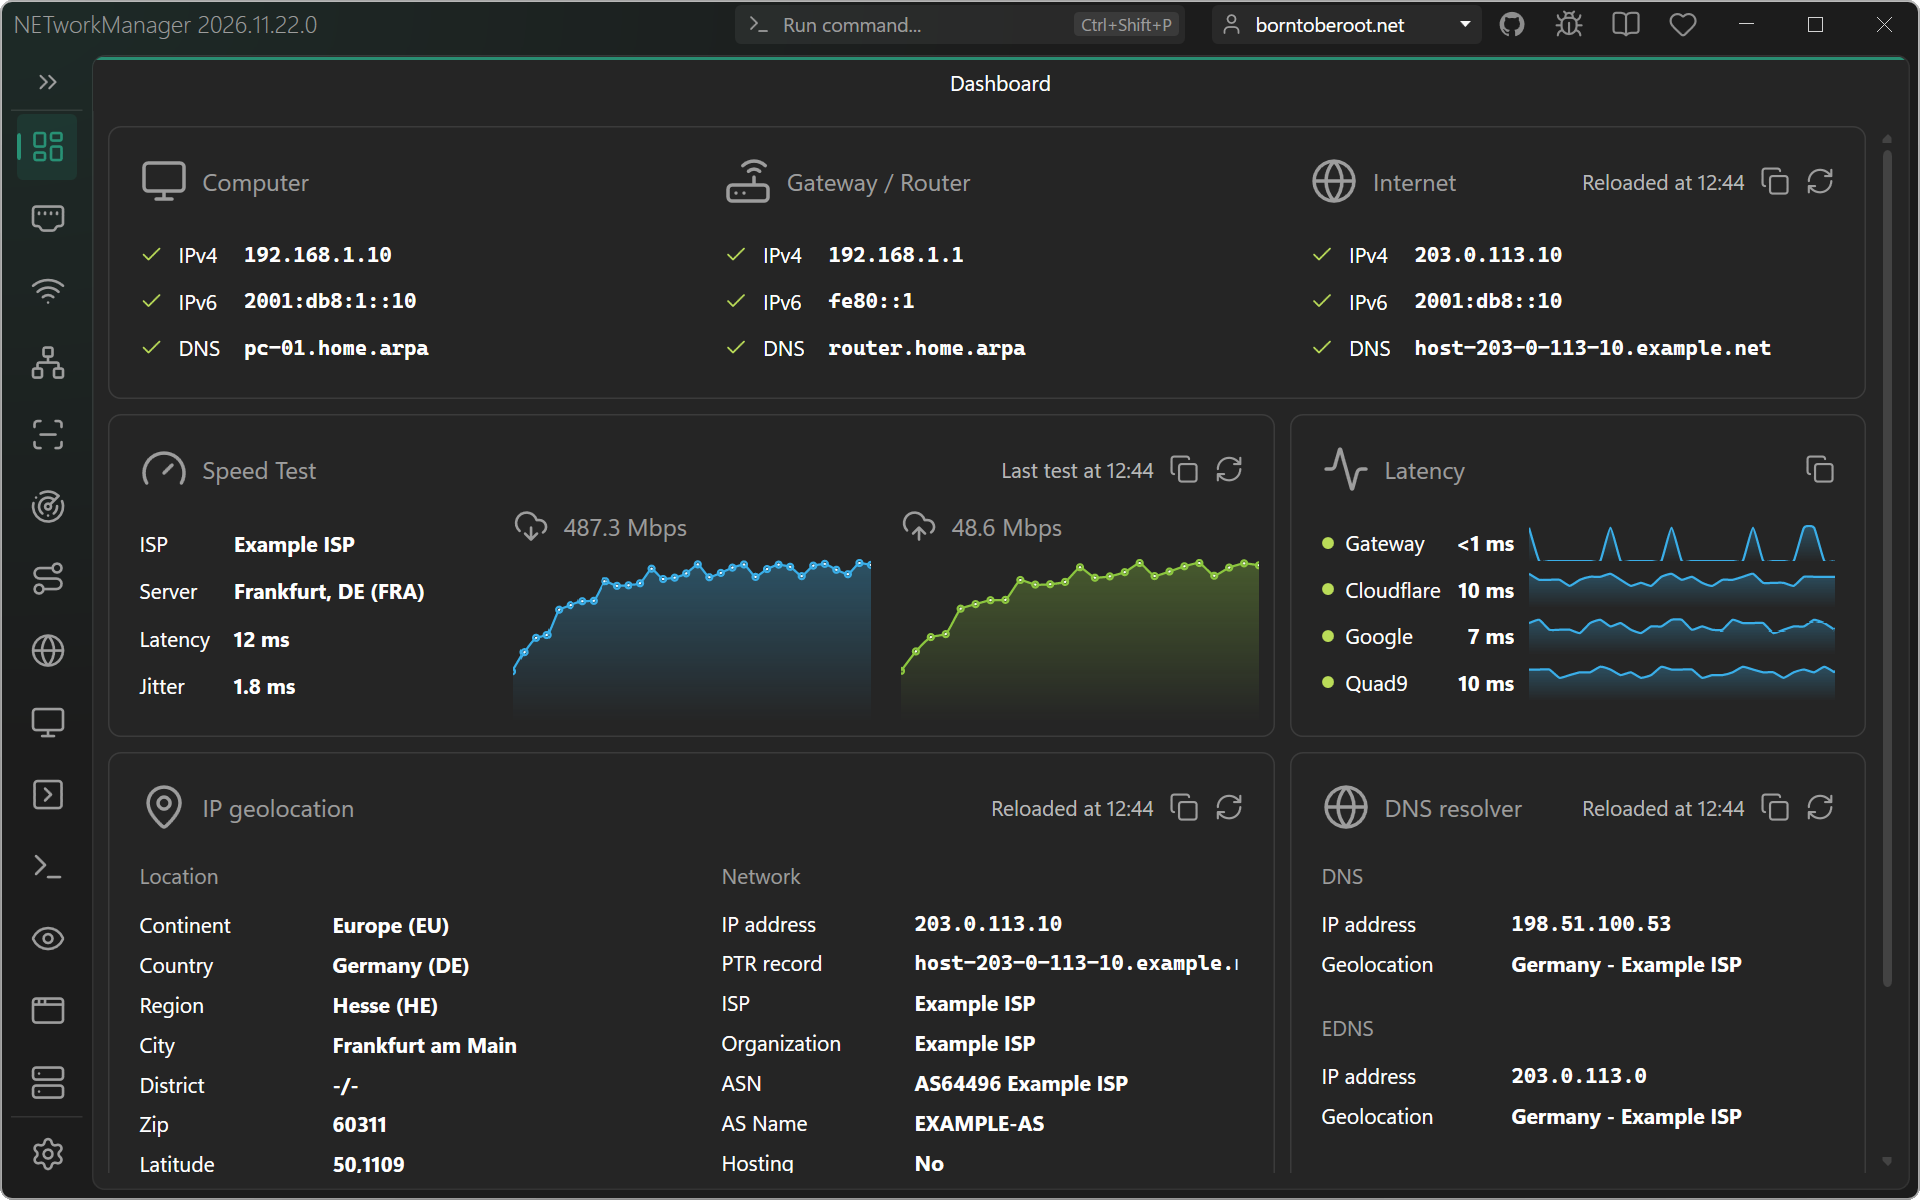 NETworkManager 2026.11.22.0
Run command...
Ctrl+Shift+P
borntoberoot.net
Dashboard
Computer
IPv4 192.168.1.10
IPv6 2001:db8:1::10
DNS pc-01.home.arpa
Gateway / Router
IPv4 192.168.1.1
IPv6 fe80::1
DNS router.home.arpa
Internet
Reloaded at 12:44
IPv4 203.0.113.10
IPv6 2001:db8::10
DNS host-203-0-113-10.example.net
Speed Test
Last test at 12:44
ISP Example ISP
Server Frankfurt, DE (FRA)
Latency 12 ms
Jitter 1.8 ms
487.3 Mbps
48.6 Mbps
Latency
Gateway <1 ms
Cloudflare 10 ms
Google 7 ms
Quad9 10 ms
IP geolocation
Reloaded at 12:44
Location
Continent Europe (EU)
Country Germany (DE)
Region Hesse (HE)
City Frankfurt am Main
District -/-
Zip 60311
Latitude 50,1109
Network
IP address 203.0.113.10
PTR record host-203-0-113-10.example.
ISP Example ISP
Organization Example ISP
ASN AS64496 Example ISP
AS Name EXAMPLE-AS
Hosting No
DNS resolver
Reloaded at 12:44
DNS
IP address 198.51.100.53
Geolocation Germany - Example ISP
EDNS
IP address 203.0.113.0
Geolocation Germany - Example ISP